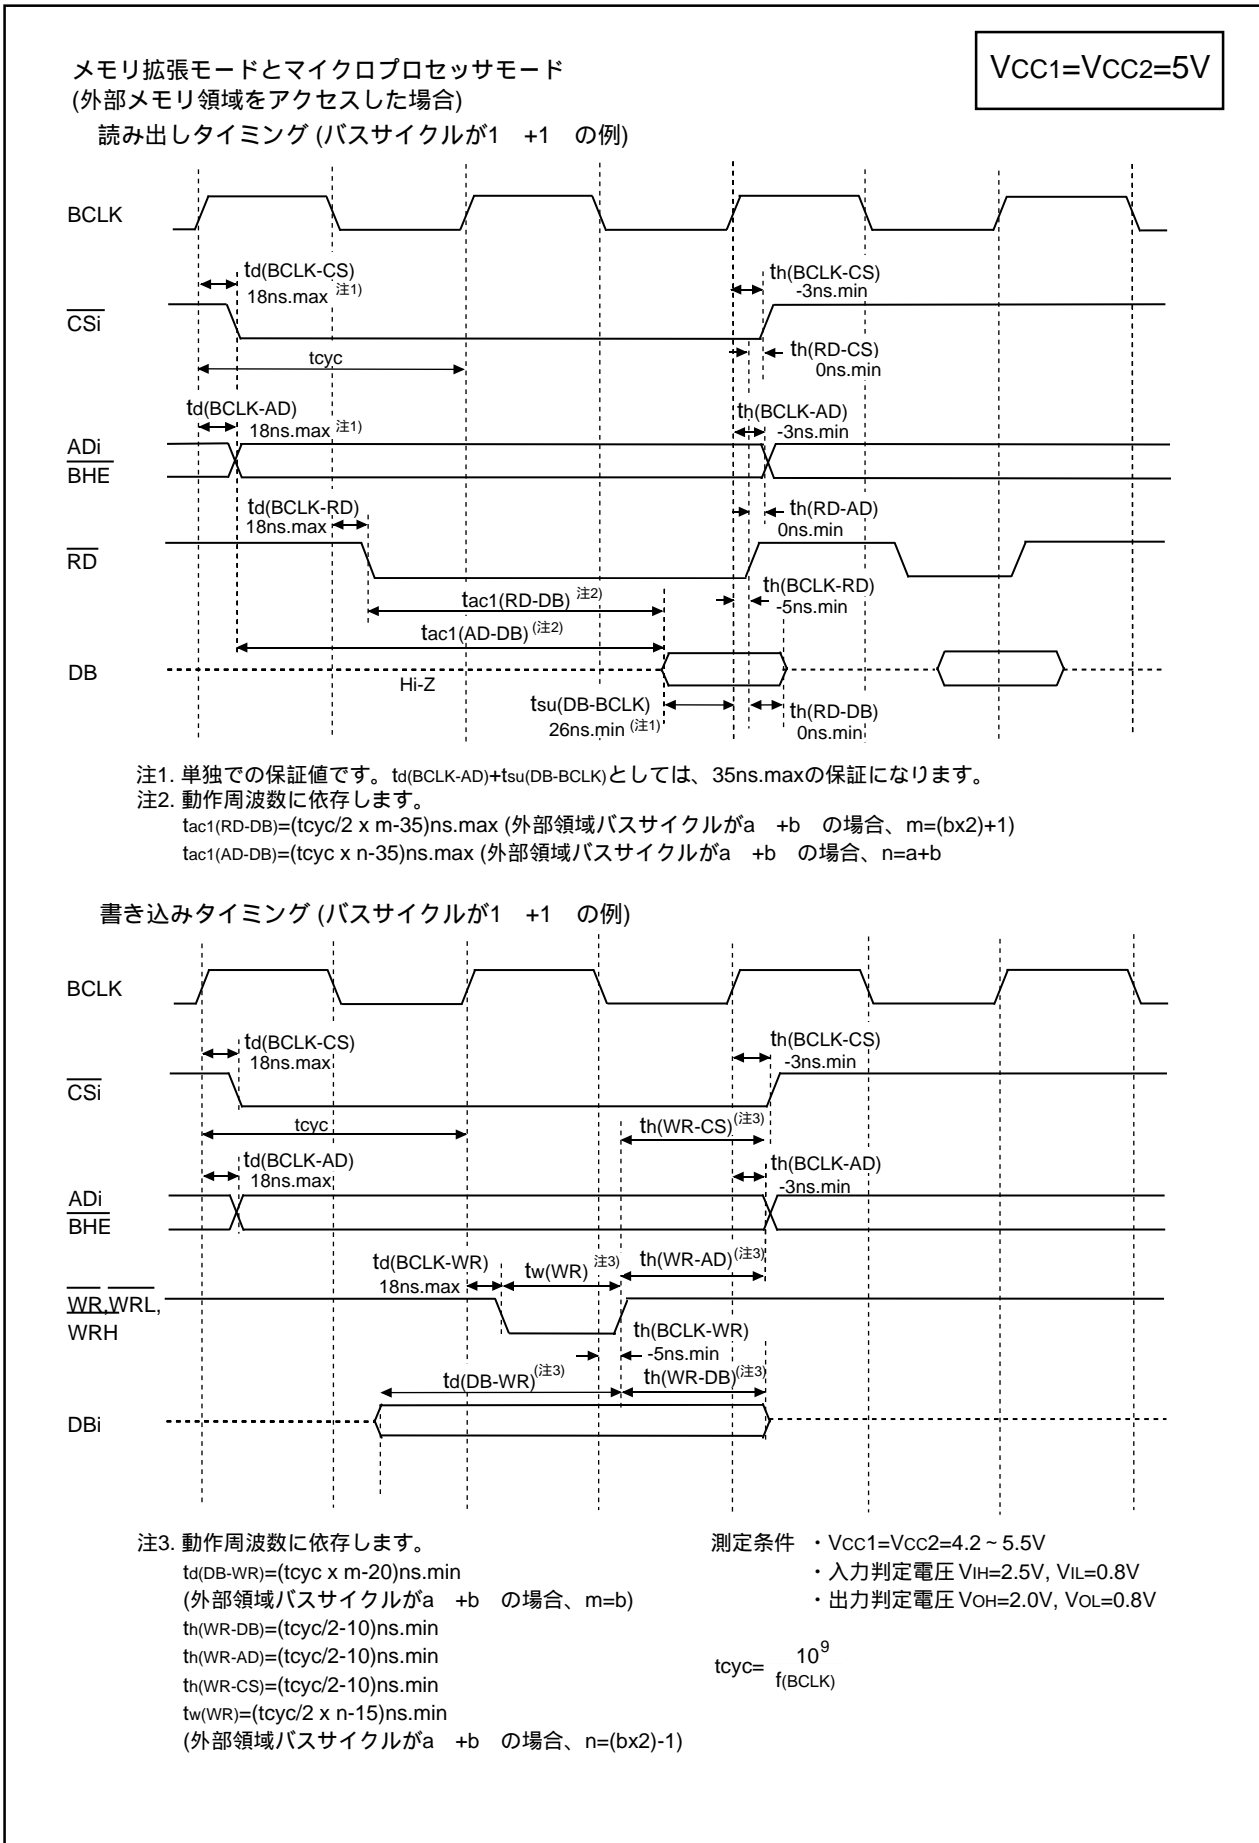 VCC1=VCC2=5V
メモリ拡張モードとマイクロプロセッサモード
(外部メモリ領域をアクセスした場合)
読み出しタイミング (バスサイクルが1 +1 の例)
BCLK
td(BCLK-CS)
18ns.max 注1)
th(BCLK-CS)
-3ns.min
CSi
tcyc
th(RD-CS)
0ns.min
td(BCLK-AD)
18ns.max 注1)
th(BCLK-AD)
-3ns.min
ADi
BHE
td(BCLK-RD)
18ns.max
th(RD-AD)
0ns.min
RD
tac1(RD-DB) 注2)
th(BCLK-RD)
-5ns.min
tac1(AD-DB) (注2)
DB
Hi-Z
tsu(DB-BCLK)
26ns.min (注1)
th(RD-DB)
0ns.min
注1. 単独での保証値です。td(BCLK-AD)+tsu(DB-BCLK)としては、35ns.maxの保証になります。
注2. 動作周波数に依存します。
tac1(RD-DB)=(tcyc/2 x m-35)ns.max (外部領域バスサイクルがa +b の場合、m=(bx2)+1)
tac1(AD-DB)=(tcyc x n-35)ns.max (外部領域バスサイクルがa +b の場合、n=a+b
書き込みタイミング (バスサイクルが1 +1 の例)
BCLK
td(BCLK-CS)
18ns.max
th(BCLK-CS)
-3ns.min
CSi
tcyc
th(WR-CS)(注3)
td(BCLK-AD)
18ns.max
th(BCLK-AD)
-3ns.min
ADi
BHE
td(BCLK-WR)
18ns.max
tw(WR) 注3)
th(WR-AD)(注3)
WR,WRL,
WRH
th(BCLK-WR)
-5ns.min
td(DB-WR)(注3)
th(WR-DB)(注3)
DBi
注3. 動作周波数に依存します。
td(DB-WR)=(tcyc x m-20)ns.min
(外部領域バスサイクルがa +b の場合、m=b)
th(WR-DB)=(tcyc/2-10)ns.min
th(WR-AD)=(tcyc/2-10)ns.min
th(WR-CS)=(tcyc/2-10)ns.min
tw(WR)=(tcyc/2 x n-15)ns.min
(外部領域バスサイクルがa +b の場合、n=(bx2)-1)
測定条件 ・VCC1=VCC2=4.2 ~ 5.5V
・入力判定電圧 VIH=2.5V, VIL=0.8V
・出力判定電圧 VOH=2.0V, VOL=0.8V
tcyc= 10^9
f(BCLK)